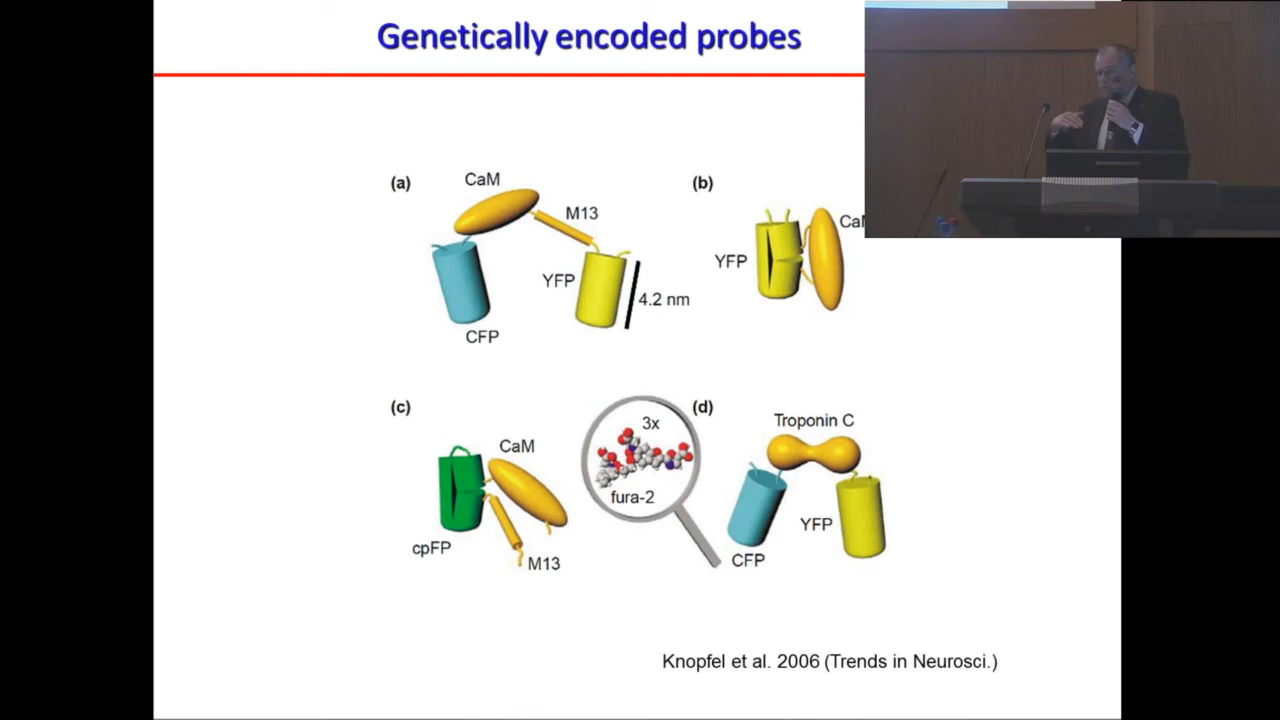 Genetically encoded probes
(a)
CaM
M13
YFP
4.2 nm
CFP
(b)
YFP
(c)
CaM
cpFP
M13
3x
fura-2
(d)
Troponin C
YFP
CFP
Knopfel et al. 2006 (Trends in Neurosci.)